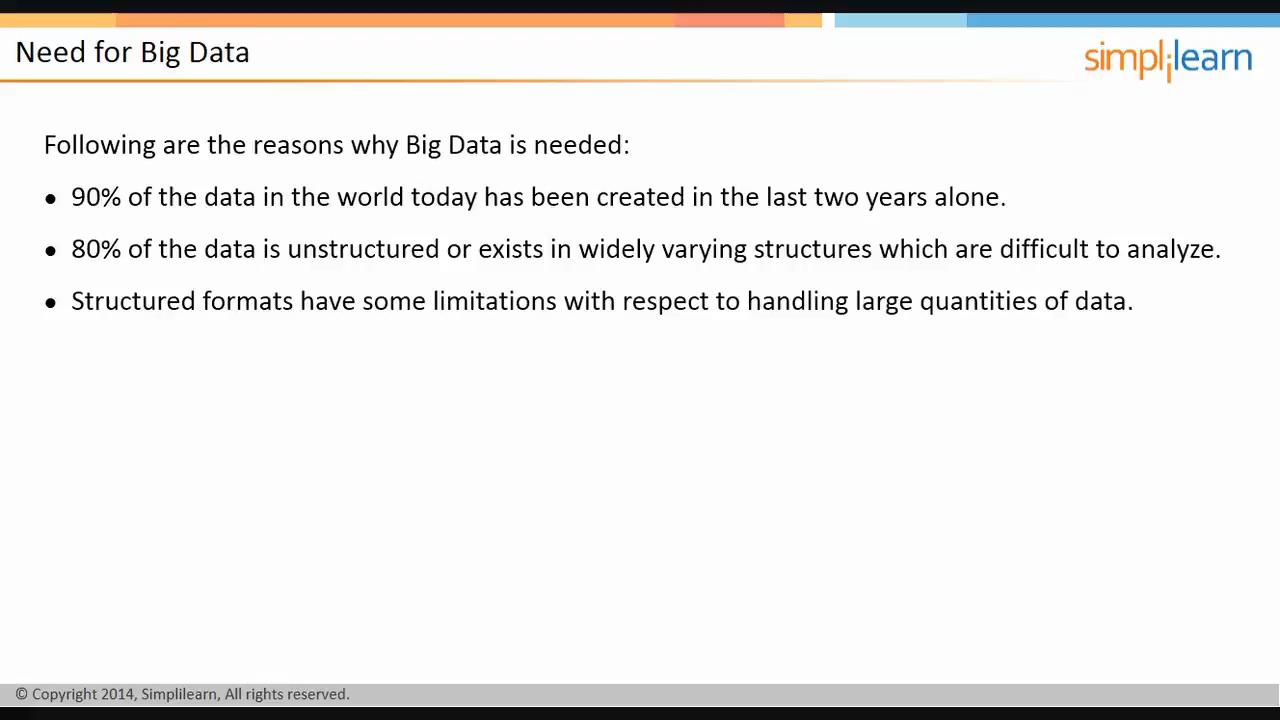 Need for Big Data
simplilearn
Following are the reasons why Big Data is needed:
• 90% of the data in the world today has been created in the last two years alone.
• 80% of the data is unstructured or exists in widely varying structures which are difficult to analyze.
• Structured formats have some limitations with respect to handling large quantities of data.
© Copyright 2014, Simplilearn, All rights reserved.